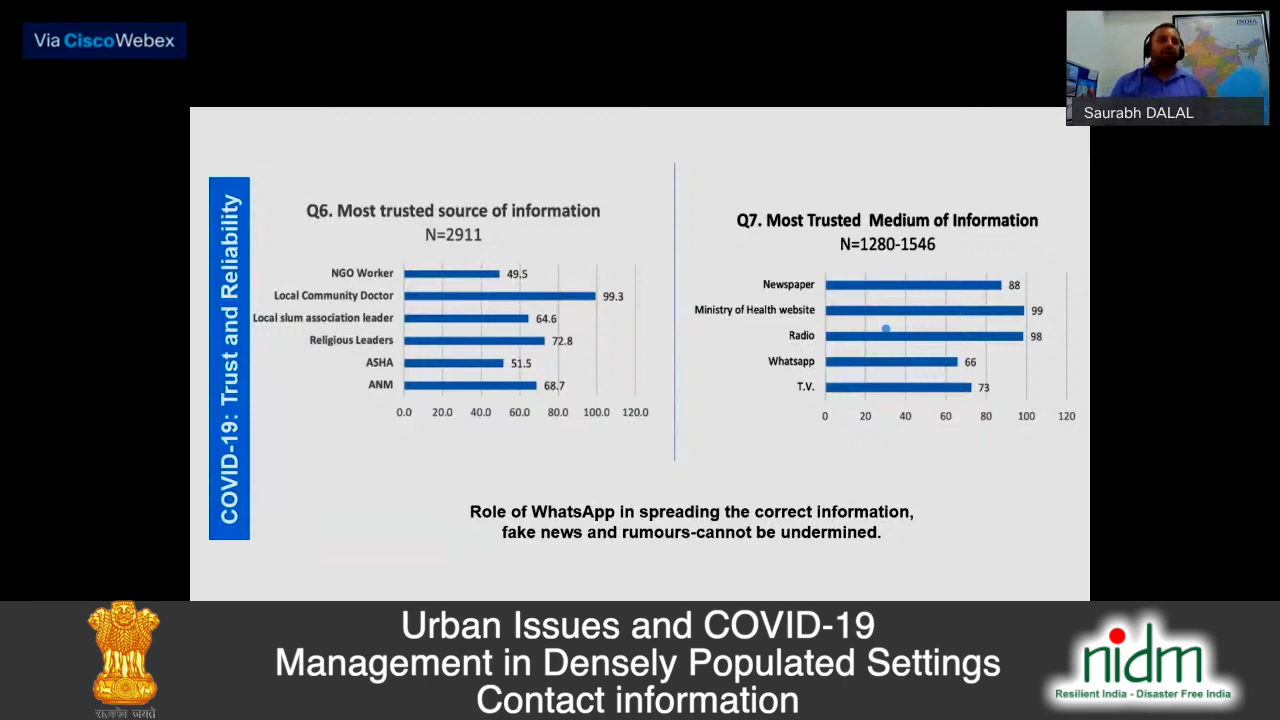 Via CiscoWebex
INDIA
Saurabh DALAL
COVID-19: Trust and Reliability
Q6. Most trusted source of information
N=2911
NGO Worker 49.5
Local Community Doctor 99.3
Local slum association leader 64.6
Religious Leaders 72.8
ASHA 51.5
ANM 68.7
0.0 20.0 40.0 60.0 80.0 100.0 120.0
Q7. Most Trusted Medium of Information
N=1280-1546
Newspaper 88
Ministry of Health website 99
Radio 98
Whatsapp 66
T.V. 73
0 20 40 60 80 100 120
Role of WhatsApp in spreading the correct information,
fake news and rumours-cannot be undermined.
सत्यमेव जयते
Urban Issues and COVID-19
Management in Densely Populated Settings
Contact information
nidm
Resilient India - Disaster Free India